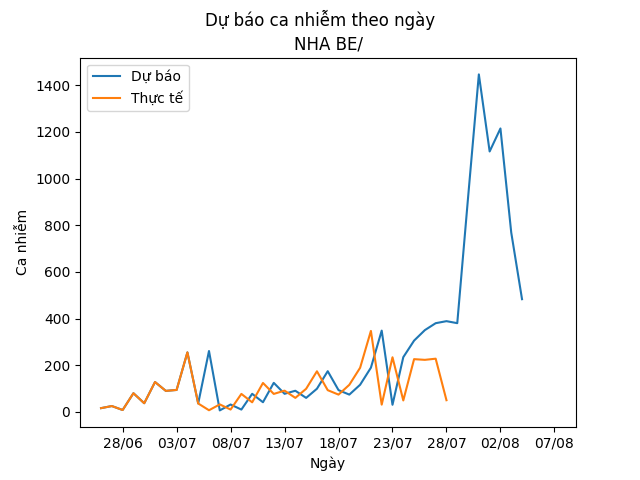 Dự báo ca nhiễm theo ngày
NHA BE/
Dự báo
Thực tế
Ca nhiễm
1400
1200
1000
800
600
400
200
0
28/06 03/07 08/07 13/07 18/07 23/07 28/07 02/08 07/08
Ngày